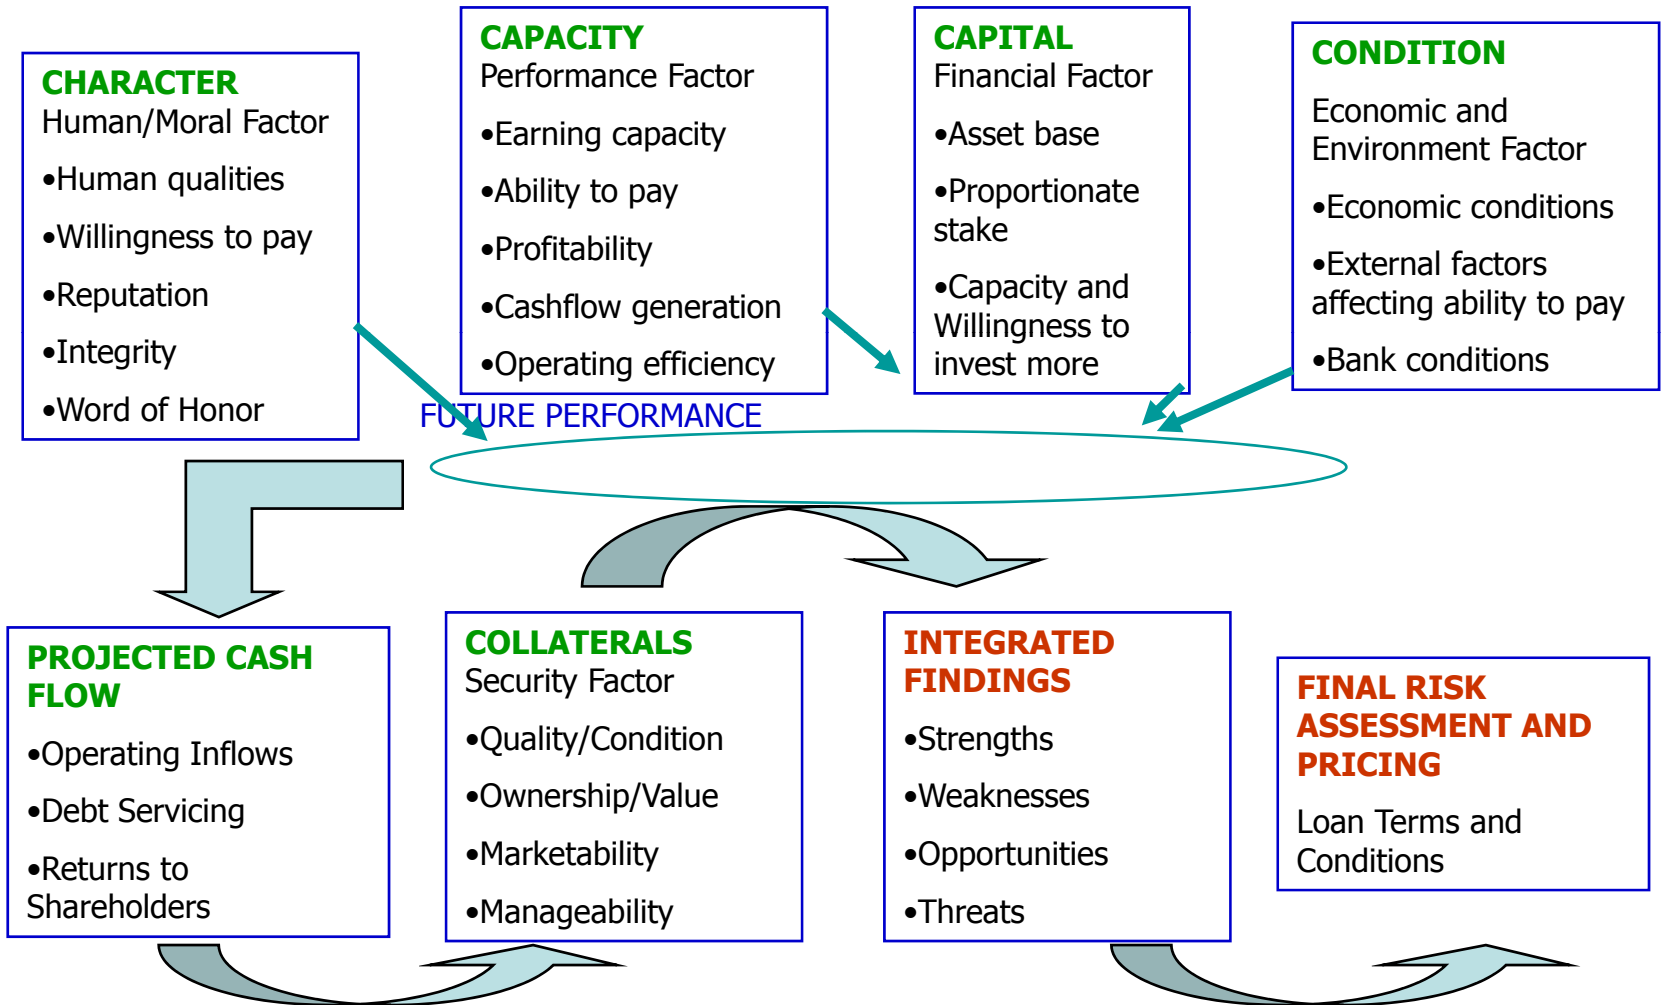 CHARACTER
Human/Moral Factor
•Human qualities
•Willingness to pay
•Reputation
•Integrity
•Word of Honor
CAPACITY
Performance Factor
•Earning capacity
•Ability to pay
•Profitability
•Cashflow generation
•Operating efficiency
CAPITAL
Financial Factor
•Asset base
•Proportionate
stake
•Capacity and
Willingness to
invest more
CONDITION
Economic and
Environment Factor
•Economic conditions
•External factors
affecting ability to pay
•Bank conditions
FUTURE PERFORMANCE
PROJECTED CASH
FLOW
•Operating Inflows
•Debt Servicing
•Returns to
Shareholders
COLLATERALS
Security Factor
•Quality/Condition
•Ownership/Value
•Marketability
•Manageability
INTEGRATED
FINDINGS
•Strengths
•Weaknesses
•Opportunities
•Threats
FINAL RISK
ASSESSMENT AND
PRICING
Loan Terms and
Conditions